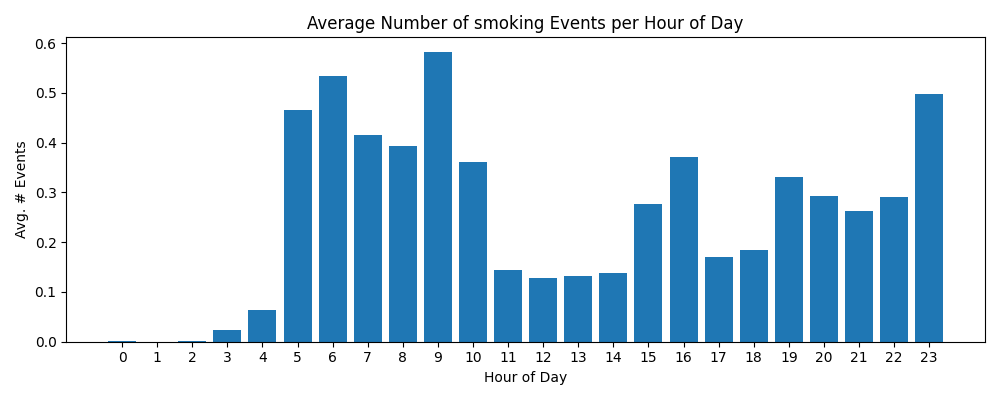 Average Number of smoking Events per Hour of Day
Avg. # Events
0.6
0.5
0.4
0.3
0.2
0.1
0.0
0 1 2 3 4 5 6 7 8 9 10 11 12 13 14 15 16 17 18 19 20 21 22 23
Hour of Day